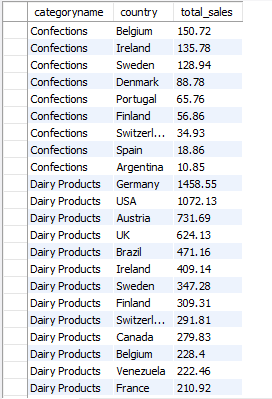 categoryname country total_sales
Confections Belgium 150.72
Confections Ireland 135.78
Confections Sweden 128.94
Confections Denmark 88.78
Confections Portugal 65.76
Confections Finland 56.86
Confections Switzerl... 34.93
Confections Spain 18.86
Confections Argentina 10.85
Dairy Products Germany 1458.55
Dairy Products USA 1072.13
Dairy Products Austria 731.69
Dairy Products UK 624.13
Dairy Products Brazil 471.16
Dairy Products Ireland 409.14
Dairy Products Sweden 347.28
Dairy Products Finland 309.31
Dairy Products Switzerl... 291.81
Dairy Products Canada 279.83
Dairy Products Belgium 228.4
Dairy Products Venezuela 222.46
Dairy Products France 210.92